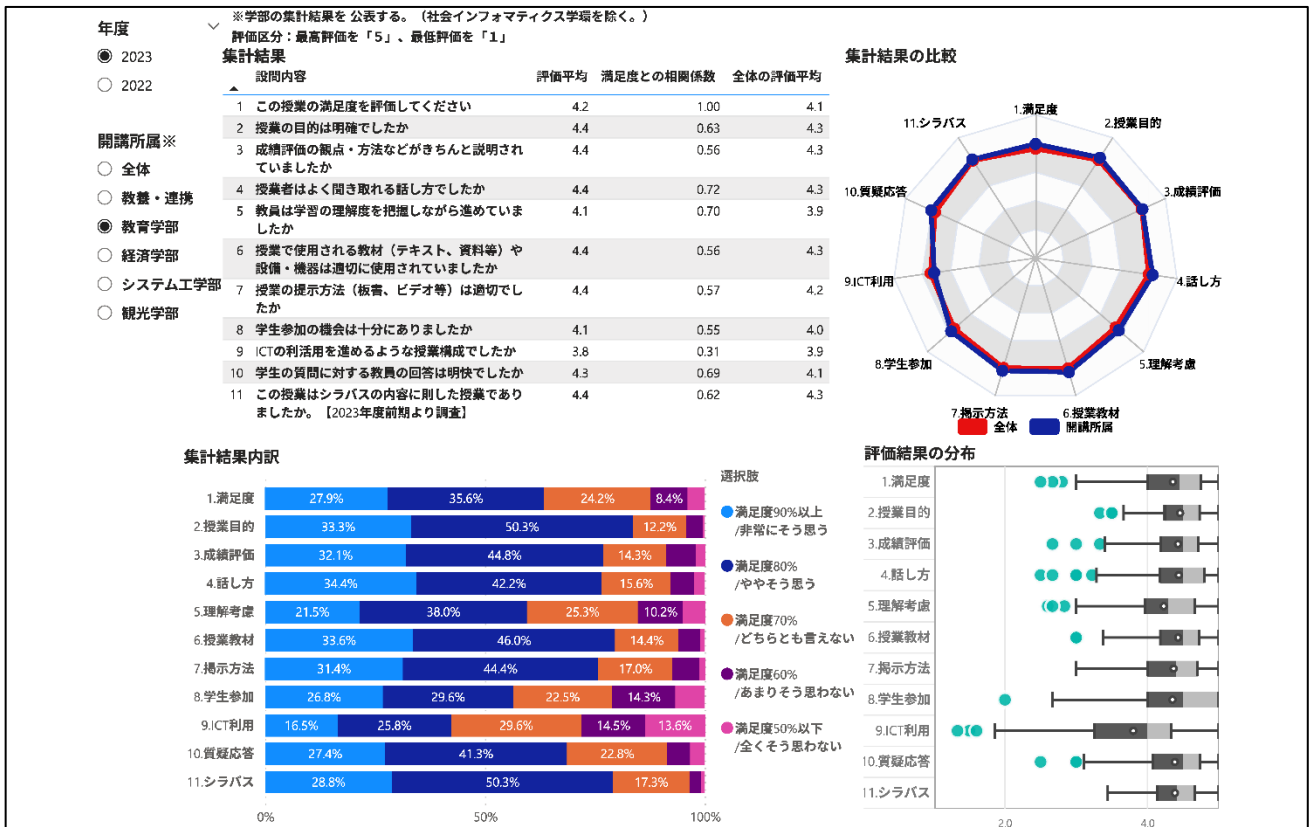 ※学部の集計結果を 公表する。（社会インフォマティクス学環を除く。）
評価区分：最高評価を「５」、最低評価を「１」
年度
2023
2022
開講所属※
全体
教養・連携
教育学部
経済学部
システム工学部
観光学部
集計結果
設問内容 評価平均 満足度との相関係数 全体の評価平均
1 この授業の満足度を評価してください 4.2 1.00 4.1
2 授業の目的は明確でしたか 4.4 0.63 4.3
3 成績評価の観点・方法などがきちんと説明され 4.4 0.56 4.3
ていましたか
4 授業者はよく聞き取れる話し方でしたか 4.4 0.72 4.3
5 教員は学習の理解度を把握しながら進めていま 4.1 0.70 3.9
したか
6 授業で使用される教材（テキスト、資料等）や 4.4 0.56 4.3
設備・機器は適切に使用されていましたか
7 授業の提示方法（板書、ビデオ等）は適切でし 4.4 0.57 4.2
たか
8 学生参加の機会は十分にありましたか 4.1 0.55 4.0
9 ICTの利活用を進めるような授業構成でしたか 3.8 0.31 3.9
10 学生の質問に対する教員の回答は明快でしたか 4.3 0.69 4.1
11 この授業はシラバスの内容に則した授業であり 4.4 0.62 4.3
ましたか。【2023年度前期より調査】
集計結果の比較
1.満足度
2.授業目的
3.成績評価
4.話し方
5.理解考慮
6.授業教材
7.掲示方法
8.学生参加
9.ICT利用
10.質疑応答
11.シラバス
全体 開講所属
集計結果内訳
1.満足度 27.9% 35.6% 24.2% 8.4%
2.授業目的 33.3% 50.3% 12.2%
3.成績評価 32.1% 44.8% 14.3%
4.話し方 34.4% 42.2% 15.6%
5.理解考慮 21.5% 38.0% 25.3% 10.2%
6.授業教材 33.6% 46.0% 14.4%
7.掲示方法 31.4% 44.4% 17.0%
8.学生参加 26.8% 29.6% 22.5% 14.3%
9.ICT利用 16.5% 25.8% 29.6% 14.5% 13.6%
10.質疑応答 27.4% 41.3% 22.8%
11.シラバス 28.8% 50.3% 17.3%
0% 50% 100%
選択肢
満足度90%以上
/非常にそう思う
満足度80%
/ややそう思う
満足度70%
/どちらとも言えない
満足度60%
/あまりそう思わない
満足度50%以下
/全くそう思わない
評価結果の分布
1.満足度
2.授業目的
3.成績評価
4.話し方
5.理解考慮
6.授業教材
7.掲示方法
8.学生参加
9.ICT利用
10.質疑応答
11.シラバス
2.0 4.0